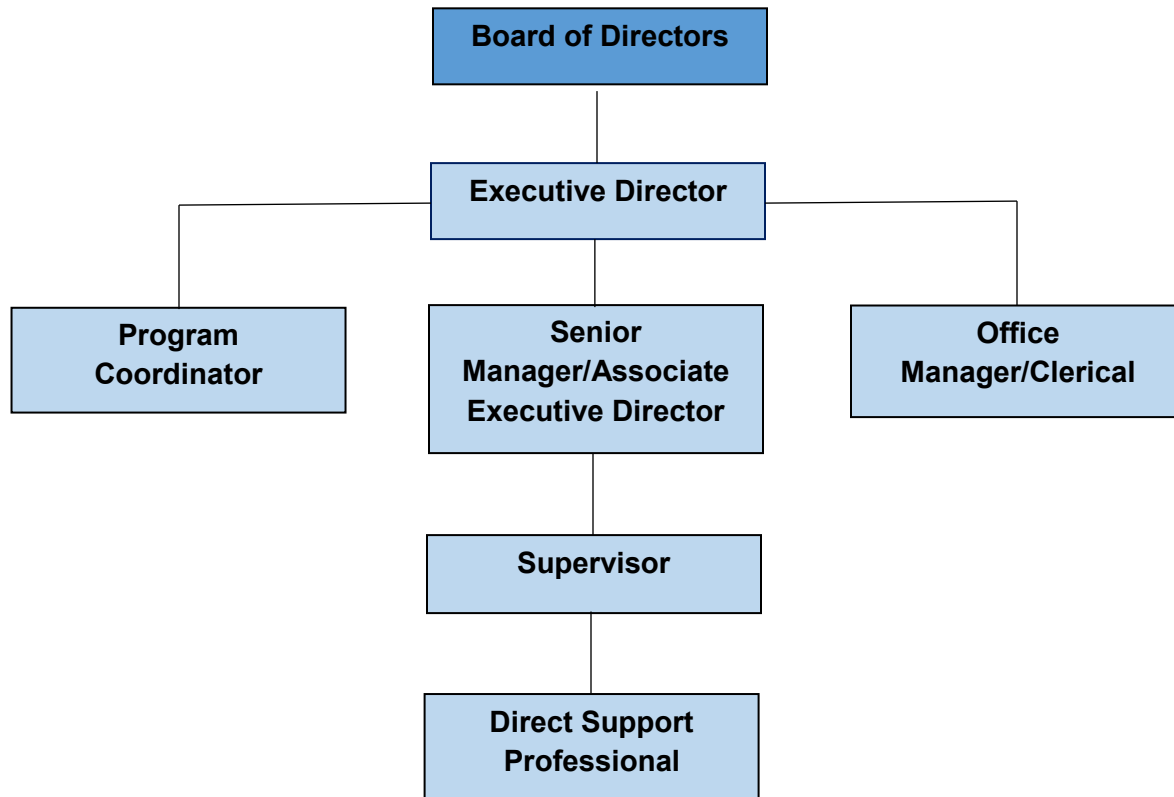 Board of Directors
Executive Director
Program
Coordinator
Senior
Manager/Associate
Executive Director
Office
Manager/Clerical
Supervisor
Direct Support
Professional